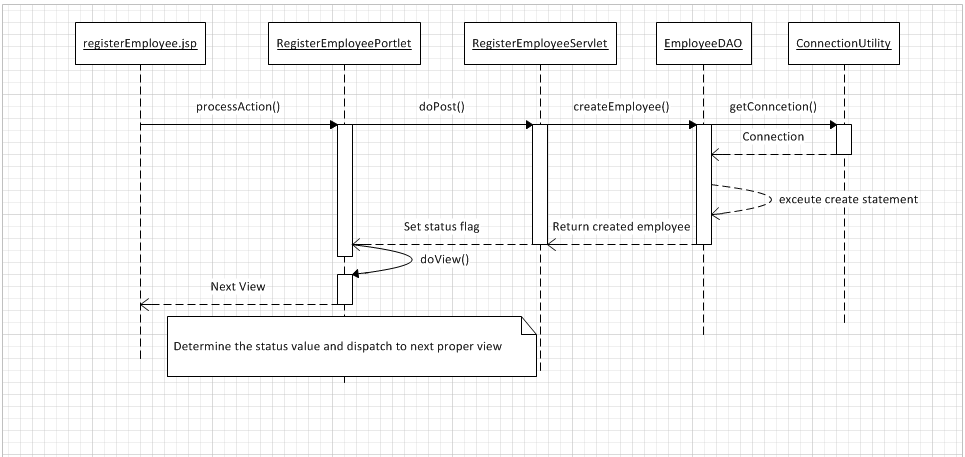 registerEmployee.jsp
RegisterEmployeePortlet
RegisterEmployeeServlet
EmployeeDAO
ConnectionUtility
processAction()
doPost()
createEmployee()
getConncetion()
Connection
exceute create statement
Set status flag
Return created employee
doView()
Next View
Determine the status value and dispatch to next proper view